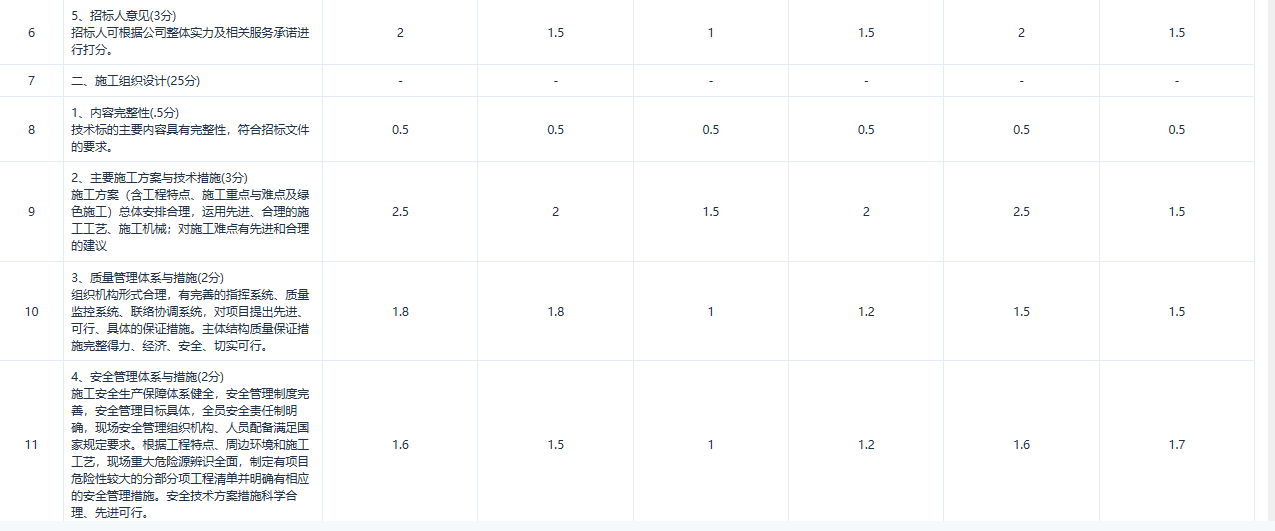 5、招标人意见(3分)
6 招标人可根据公司整体实力及相关服务承诺进 2 1.5 1 1.5 2 1.5
行打分。
7 二、施工组织设计(25分) - - - - - -
1、内容完整性(.5分)
8 技术标的主要内容具有完整性，符合招标文件 0.5 0.5 0.5 0.5 0.5 0.5
的要求。
2、主要施工方案与技术措施(3分)
施工方案（含工程特点、施工重点与难点及绿
9 色施工）总体安排合理，运用先进、合理的施 2.5 2 1.5 2 2.5 1.5
工工艺、施工机械；对施工难点有先进和合理
的建议
3、质量管理体系与措施(2分)
组织机构形式合理，有完善的指挥系统、质量
10 监控系统、联络协调系统，对项目提出先进、 1.8 1.8 1 1.2 1.5 1.5
可行、具体的保证措施。主体结构质量保证措
施完整得力、经济、安全、切实可行。
4、安全管理体系与措施(2分)
施工安全生产保障体系健全，安全管理制度完
善，安全管理目标具体，全员安全责任制明
确，现场安全管理组织机构、人员配备满足国
11 家规定要求。根据工程特点、周边环境和施工 1.6 1.5 1 1.2 1.6 1.7
工艺，现场重大危险源辨识全面，制定有项目
危险性较大的分部分项工程清单并明确有相应
的安全管理措施。安全技术方案措施科学合
理、先进可行。